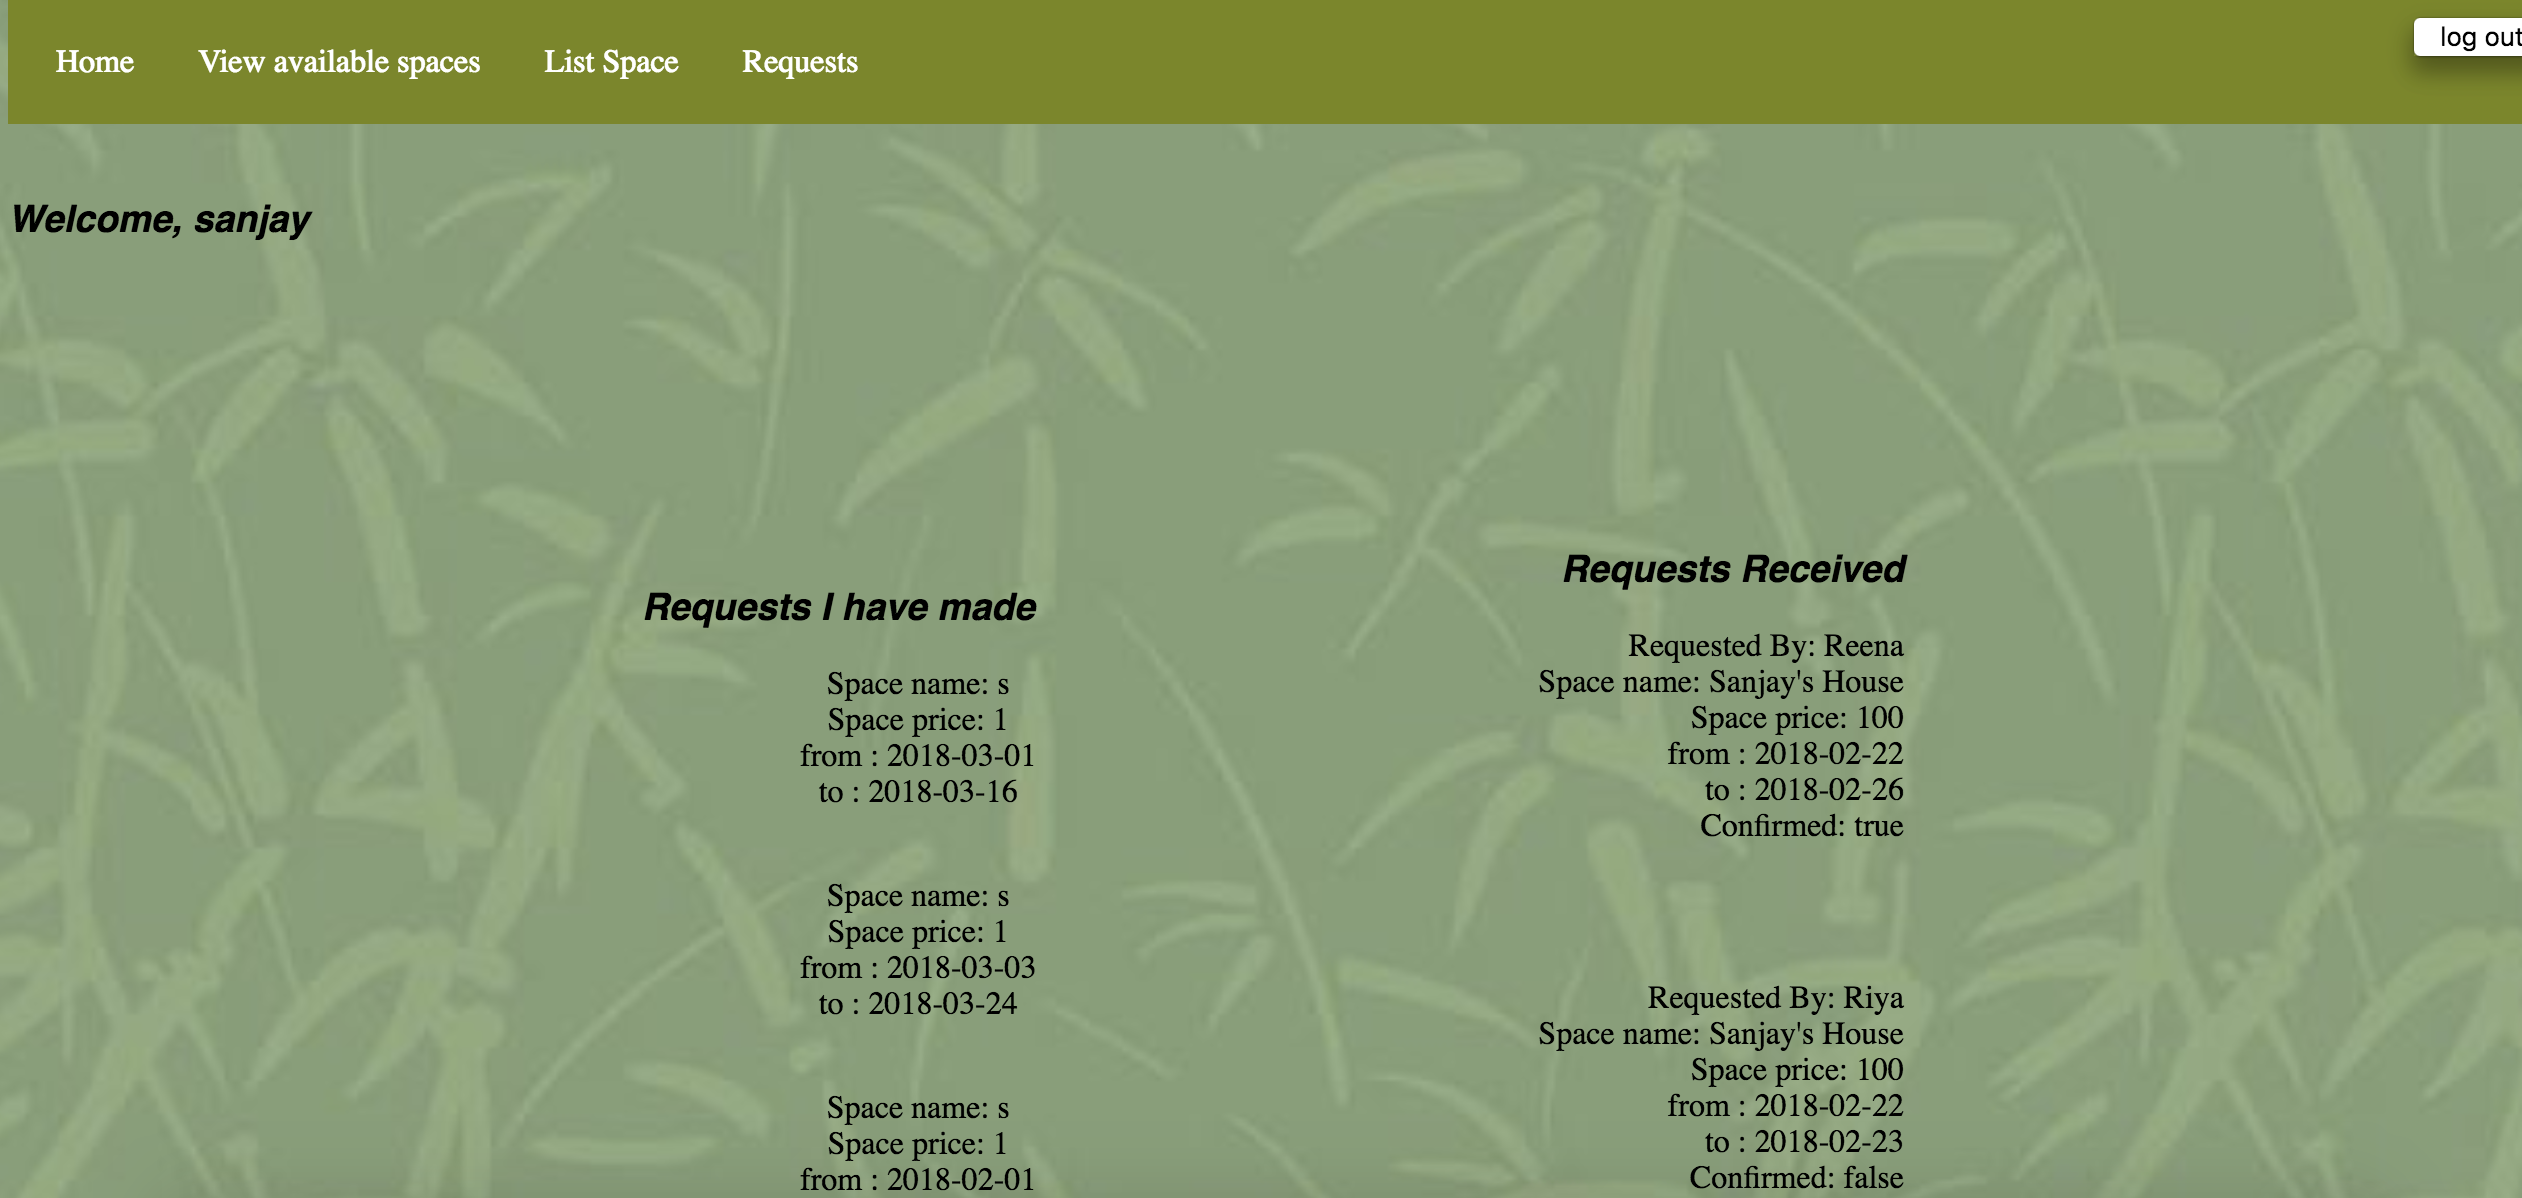 Home View available spaces List Space Requests log out
Welcome, sanjay
Requests I have made
Space name: s
Space price: 1
from : 2018-03-01
to : 2018-03-16
Space name: s
Space price: 1
from : 2018-03-03
to : 2018-03-24
Space name: s
Space price: 1
from : 2018-02-01
Requests Received
Requested By: Reena
Space name: Sanjay's House
Space price: 100
from : 2018-02-22
to : 2018-02-26
Confirmed: true
Requested By: Riya
Space name: Sanjay's House
Space price: 100
from : 2018-02-22
to : 2018-02-23
Confirmed: false